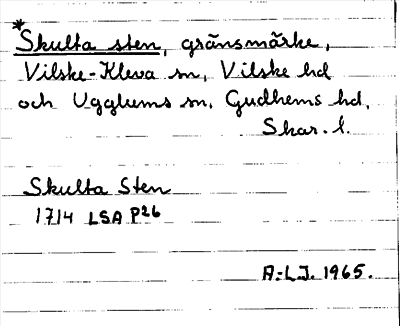 *Skulta sten, gränsmärke,
Vilske-Kleva sn, Vilske hd
och Ugglums sn, Gudhems hd,
Skar. l.
Skulta Sten
1714 LSA P26
A-LJ. 1965.